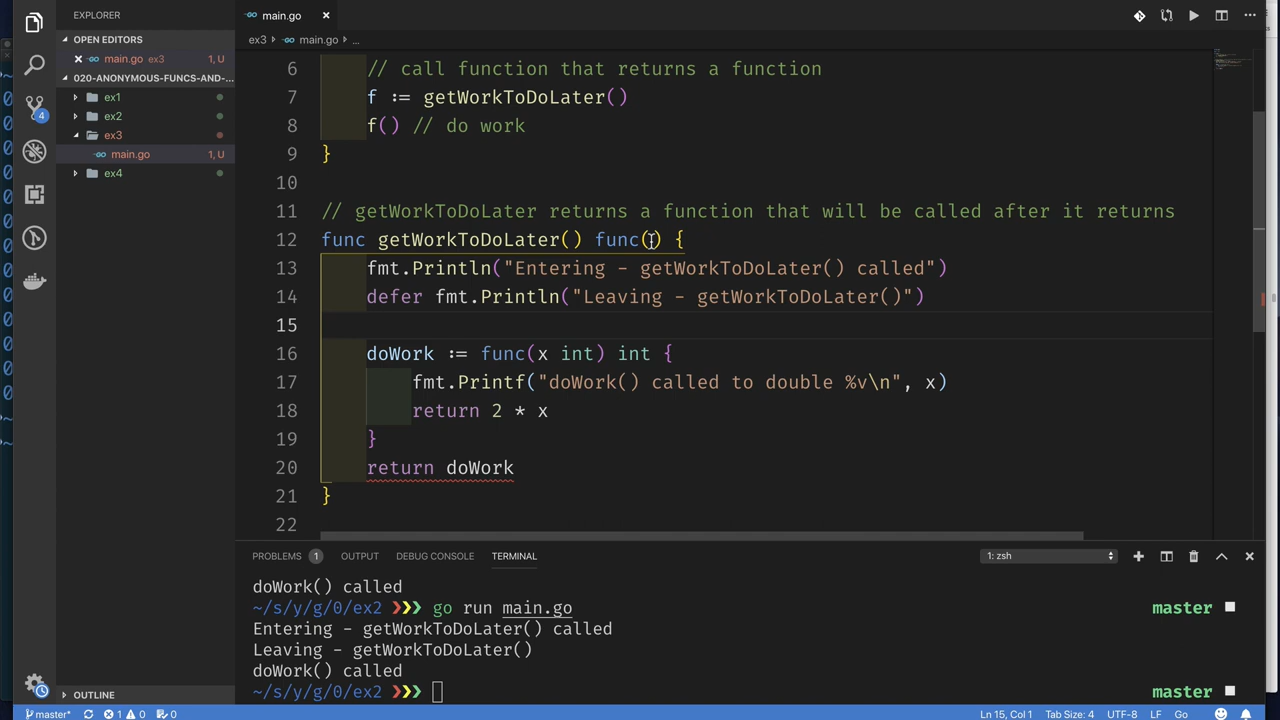 EXPLORER
OPEN EDITORS
main.go ex3 1, U
020-ANONYMOUS-FUNCS-AND-...
ex1
ex2
ex3
main.go 1, U
ex4
OUTLINE
4
main.go
ex3 main.go ...
6 // call function that returns a function
7 f := getWorkToDoLater()
8 f() // do work
9 }
10
11 // getWorkToDoLater returns a function that will be called after it returns
12 func getWorkToDoLater() func() {
13 fmt.Println("Entering - getWorkToDoLater() called")
14 defer fmt.Println("Leaving - getWorkToDoLater()")
15
16 doWork := func(x int) int {
17 fmt.Printf("doWork() called to double %v\n", x)
18 return 2 * x
19 }
20 return doWork
21 }
22
PROBLEMS 1 OUTPUT DEBUG CONSOLE TERMINAL 1: zsh
doWork() called
~/s/y/g/0/ex2 ❯❯❯ go run main.go master
Entering - getWorkToDoLater() called
Leaving - getWorkToDoLater()
doWork() called
~/s/y/g/0/ex2 ❯❯❯ master
master* 1 0 0 Ln 15, Col 1 Tab Size: 4 UTF-8 LF Go